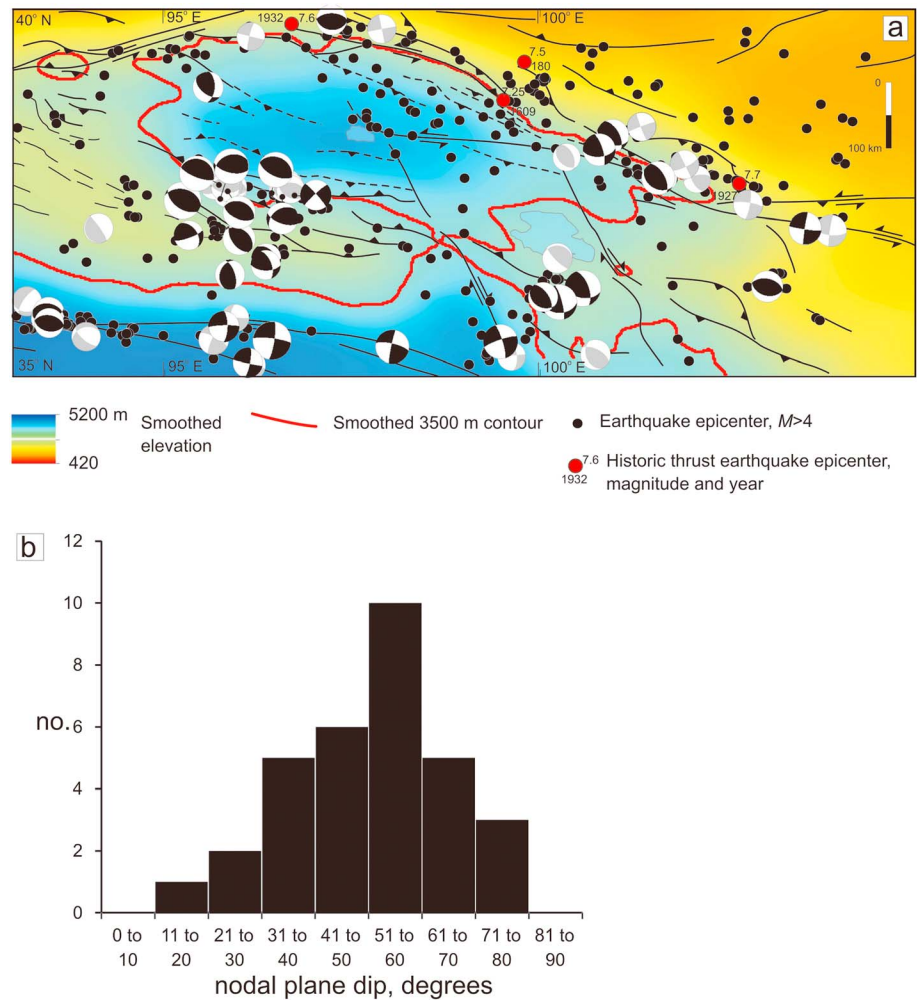 40° N
95° E
1932
7.6
100° E
a
7.5
180
7.25
1609
0
100 km
7.7
1927
35° N
95° E
100° E
5200 m
420
Smoothed
elevation
Smoothed 3500 m contour
Earthquake epicenter, M>4
7.6
1932
Historic thrust earthquake epicenter,
magnitude and year
b
12
10
8
no.
6
4
2
0
0 to 11 to 21 to 31 to 41 to 51 to 61 to 71 to 81 to
10 20 30 40 50 60 70 80 90
nodal plane dip, degrees